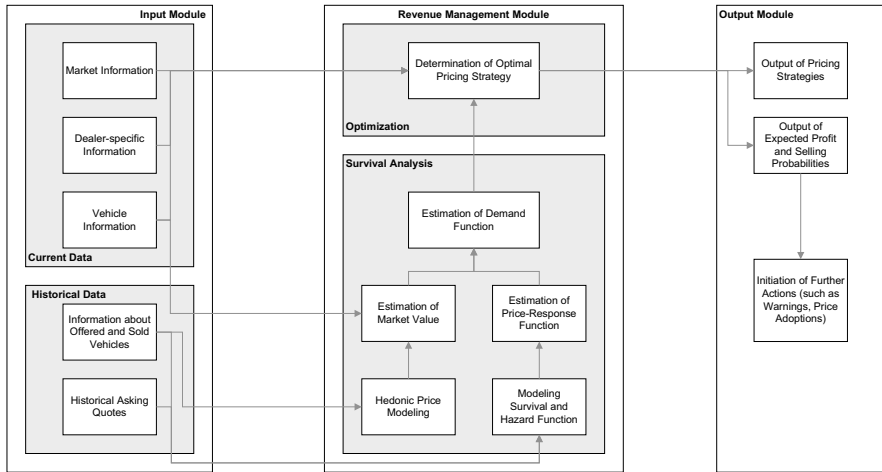 Input Module
Market Information
Dealer-specific
Information
Vehicle
Information
Current Data
Historical Data
Information about
Offered and Sold
Vehicles
Historical Asking
Quotes
Revenue Management Module
Determination of Optimal
Pricing Strategy
Optimization
Survival Analysis
Estimation of Demand
Function
Estimation of
Market Value
Estimation of
Price-Response
Function
Hedonic Price
Modeling
Modeling
Survival and
Hazard Function
Output Module
Output of Pricing
Strategies
Output of
Expected Profit
and Selling
Probabilities
Initiation of Further
Actions (such as
Warnings, Price
Adoptions)